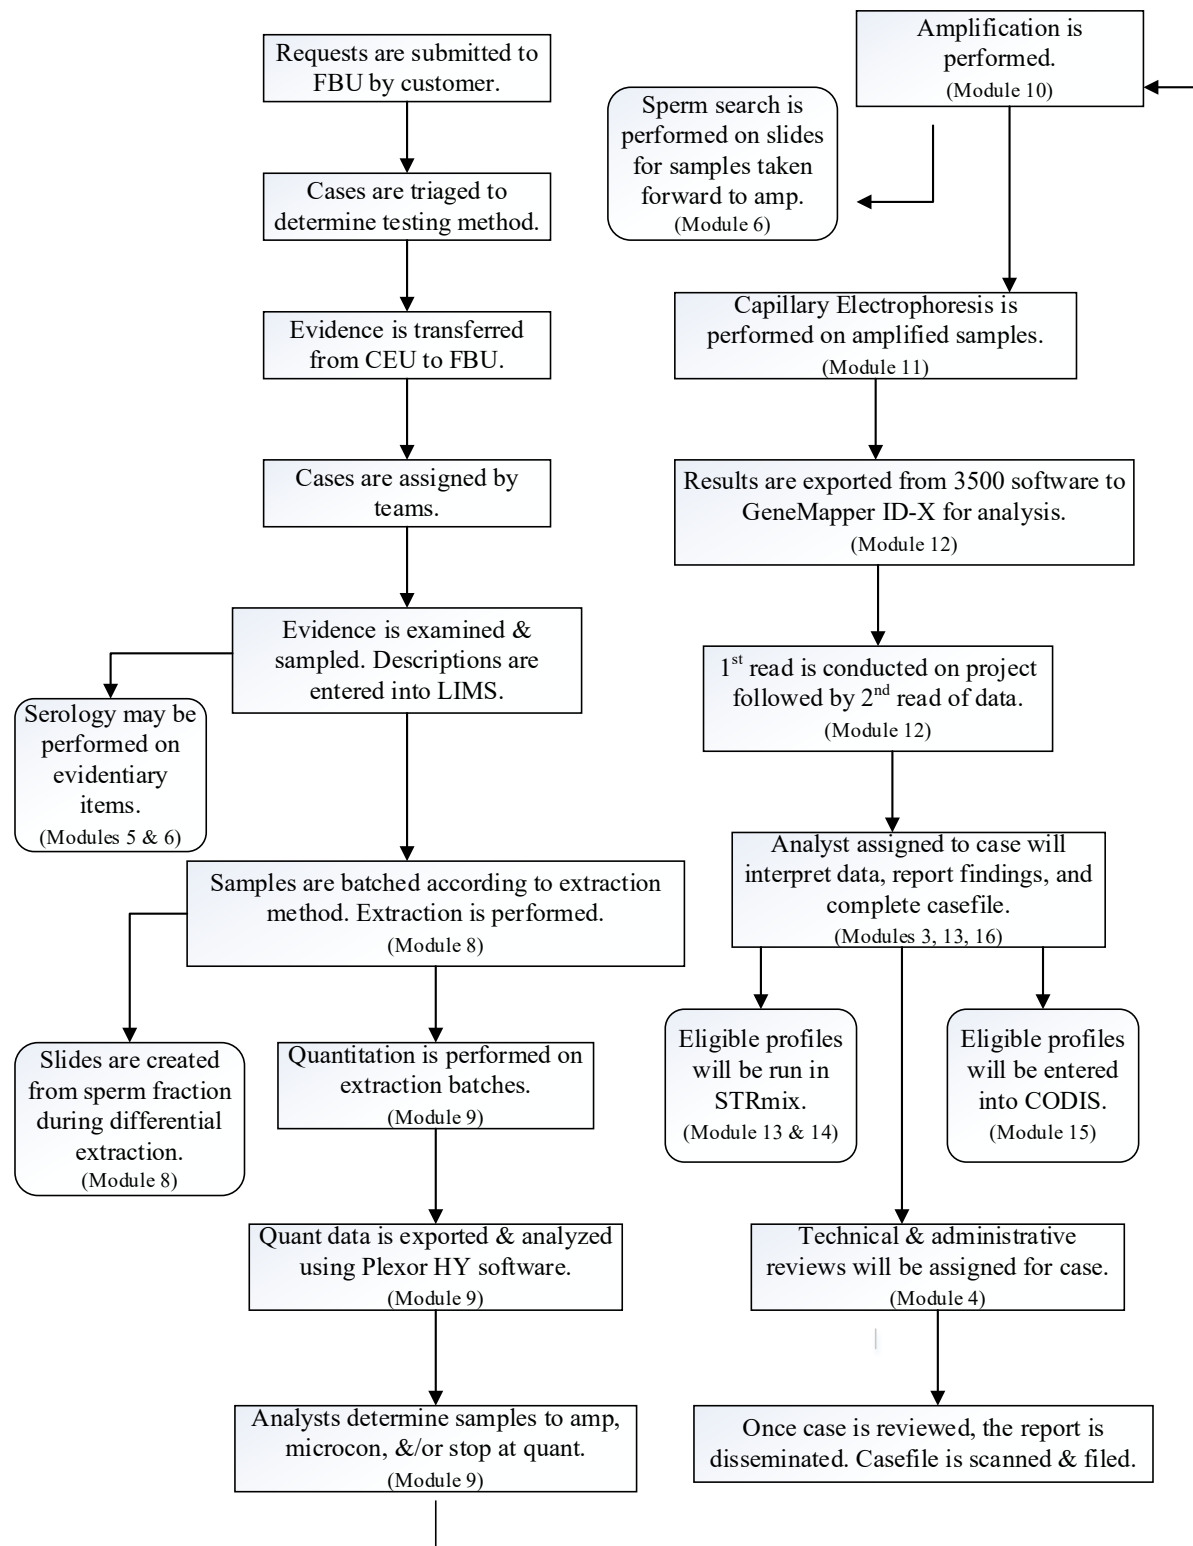 Requests are submitted to
FBU by customer.
Cases are triaged to
determine testing method.
Evidence is transferred
from CEU to FBU.
Cases are assigned by
teams.
Evidence is examined &
sampled. Descriptions are
entered into LIMS.
Serology may be
performed on
evidentiary
items.
(Modules 5 & 6)
Samples are batched according to extraction
method. Extraction is performed.
(Module 8)
Slides are created
from sperm fraction
during differential
extraction.
(Module 8)
Quantitation is performed on
extraction batches.
(Module 9)
Quant data is exported & analyzed
using Plexor HY software.
(Module 9)
Analysts determine samples to amp,
microcon, &/or stop at quant.
(Module 9)
Amplification is
performed.
(Module 10)
Sperm search is
performed on slides
for samples taken
forward to amp.
(Module 6)
Capillary Electrophoresis is
performed on amplified samples.
(Module 11)
Results are exported from 3500 software to
GeneMapper ID-X for analysis.
(Module 12)
1st read is conducted on project
followed by 2nd read of data.
(Module 12)
Analyst assigned to case will
interpret data, report findings, and
complete casefile.
(Modules 3, 13, 16)
Eligible profiles
will be run in
STRmix.
(Module 13 & 14)
Eligible profiles
will be entered
into CODIS.
(Module 15)
Technical & administrative
reviews will be assigned for case.
(Module 4)
Once case is reviewed, the report is
disseminated. Casefile is scanned & filed.